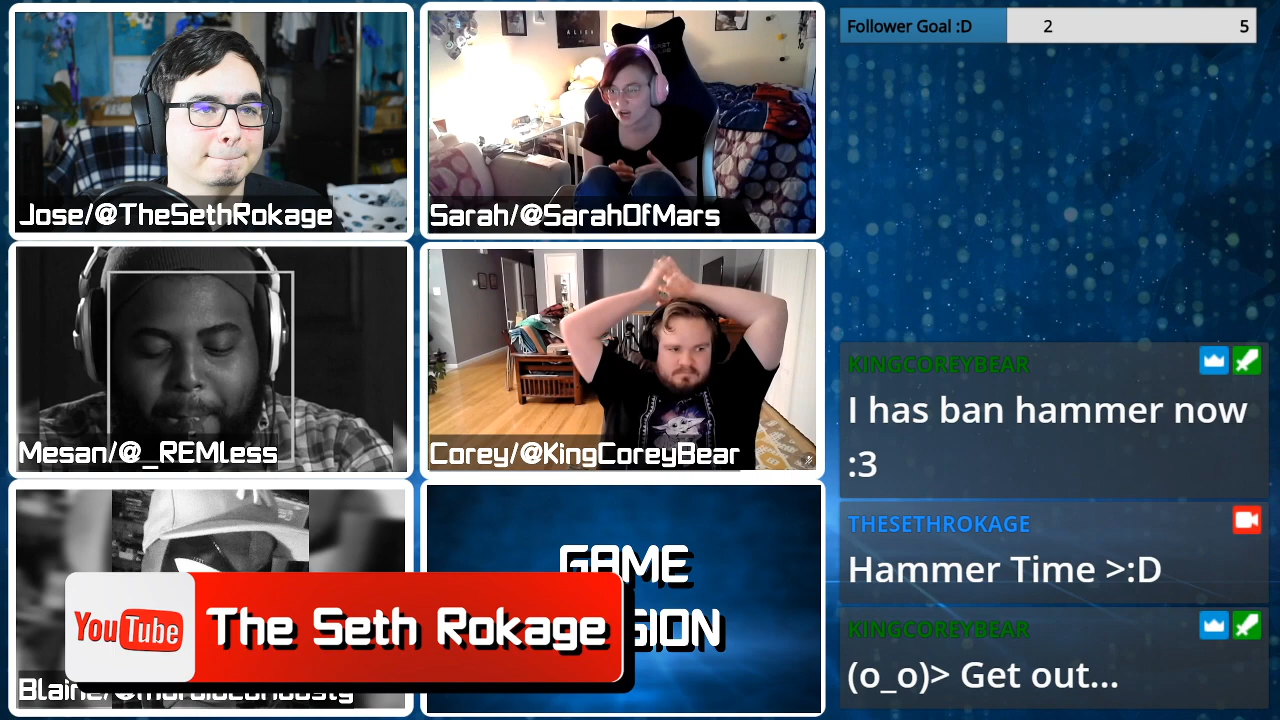 Follower Goal :D 2 5
ALIEN
Jose/@TheSethRokage
Sarah/@SarahOfMars
Mesan/@_REMless
Corey/@KingCoreyBear
GAME
YouTube The Seth Rokage
KINGCOREYBEAR
I has ban hammer now
:3
THESETHROKAGE
Hammer Time >:D
KINGCOREYBEAR
(o_o)> Get out...